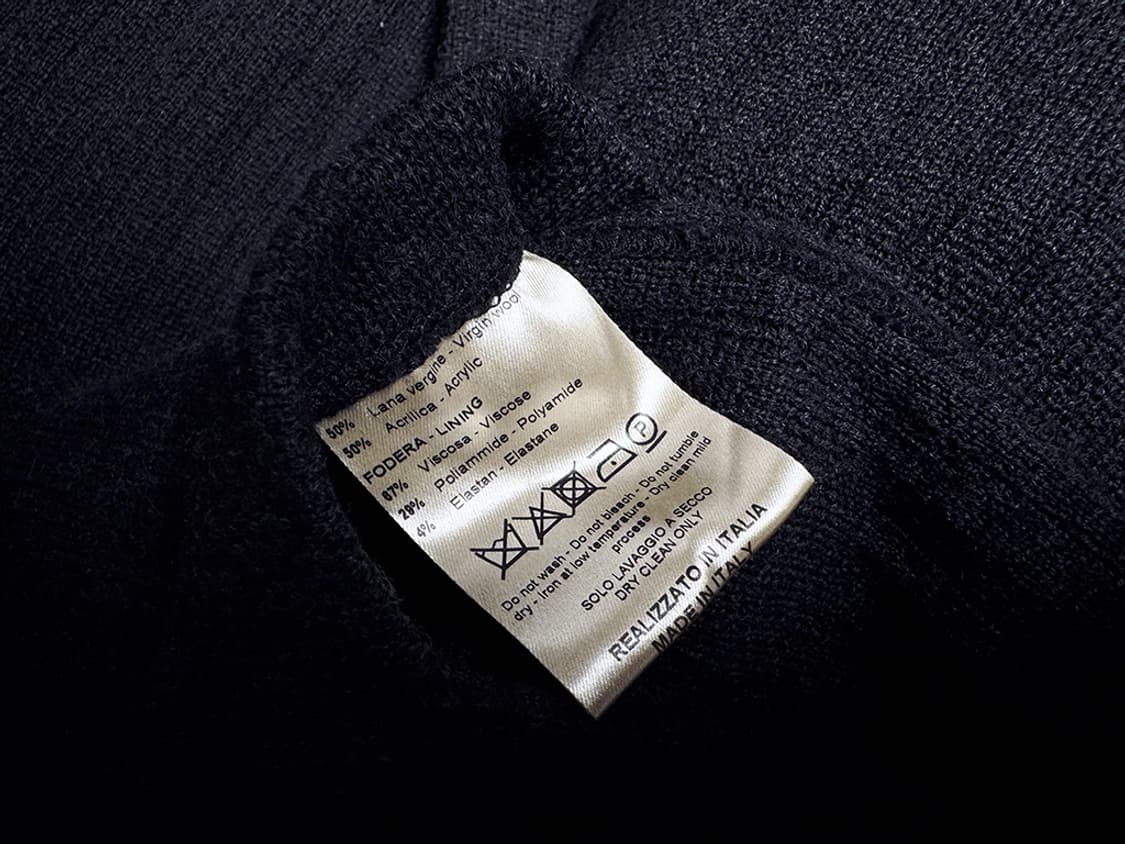 50% Lana vergine - Virgin wool
50% Acrilica - Acrylic
FODERA - LINING
67% Viscosa - Viscose
29% Poliammide - Polyamide
4% Elastan - Elastane
P
Do not wash - Do not bleach - Do not tumble
dry - Iron at low temperature - Dry clean mild
process
SOLO LAVAGGIO A SECCO
DRY CLEAN ONLY
REALIZZATO IN ITALIA
MADE IN ITALY